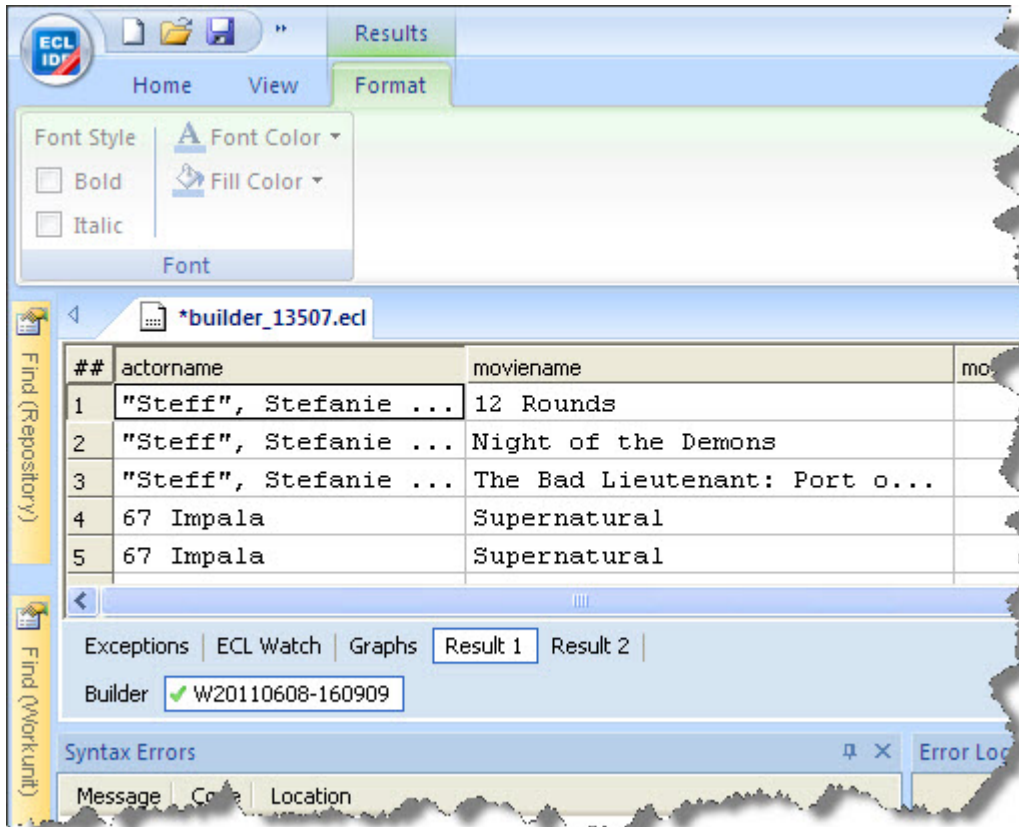 ECL
IDE
Results
Home View Format
Font Style A Font Color
Bold Fill Color
Italic
Font
*builder_13507.ecl
Find (Repository)
## actorname moviename
1 "Steff", Stefanie ... 12 Rounds
2 "Steff", Stefanie ... Night of the Demons
3 "Steff", Stefanie ... The Bad Lieutenant: Port o...
4 67 Impala Supernatural
5 67 Impala Supernatural
Find (Workunit)
Exceptions | ECL Watch | Graphs Result 1 Result 2 |
Builder W20110608-160909
Syntax Errors Error Log
Message Code Location